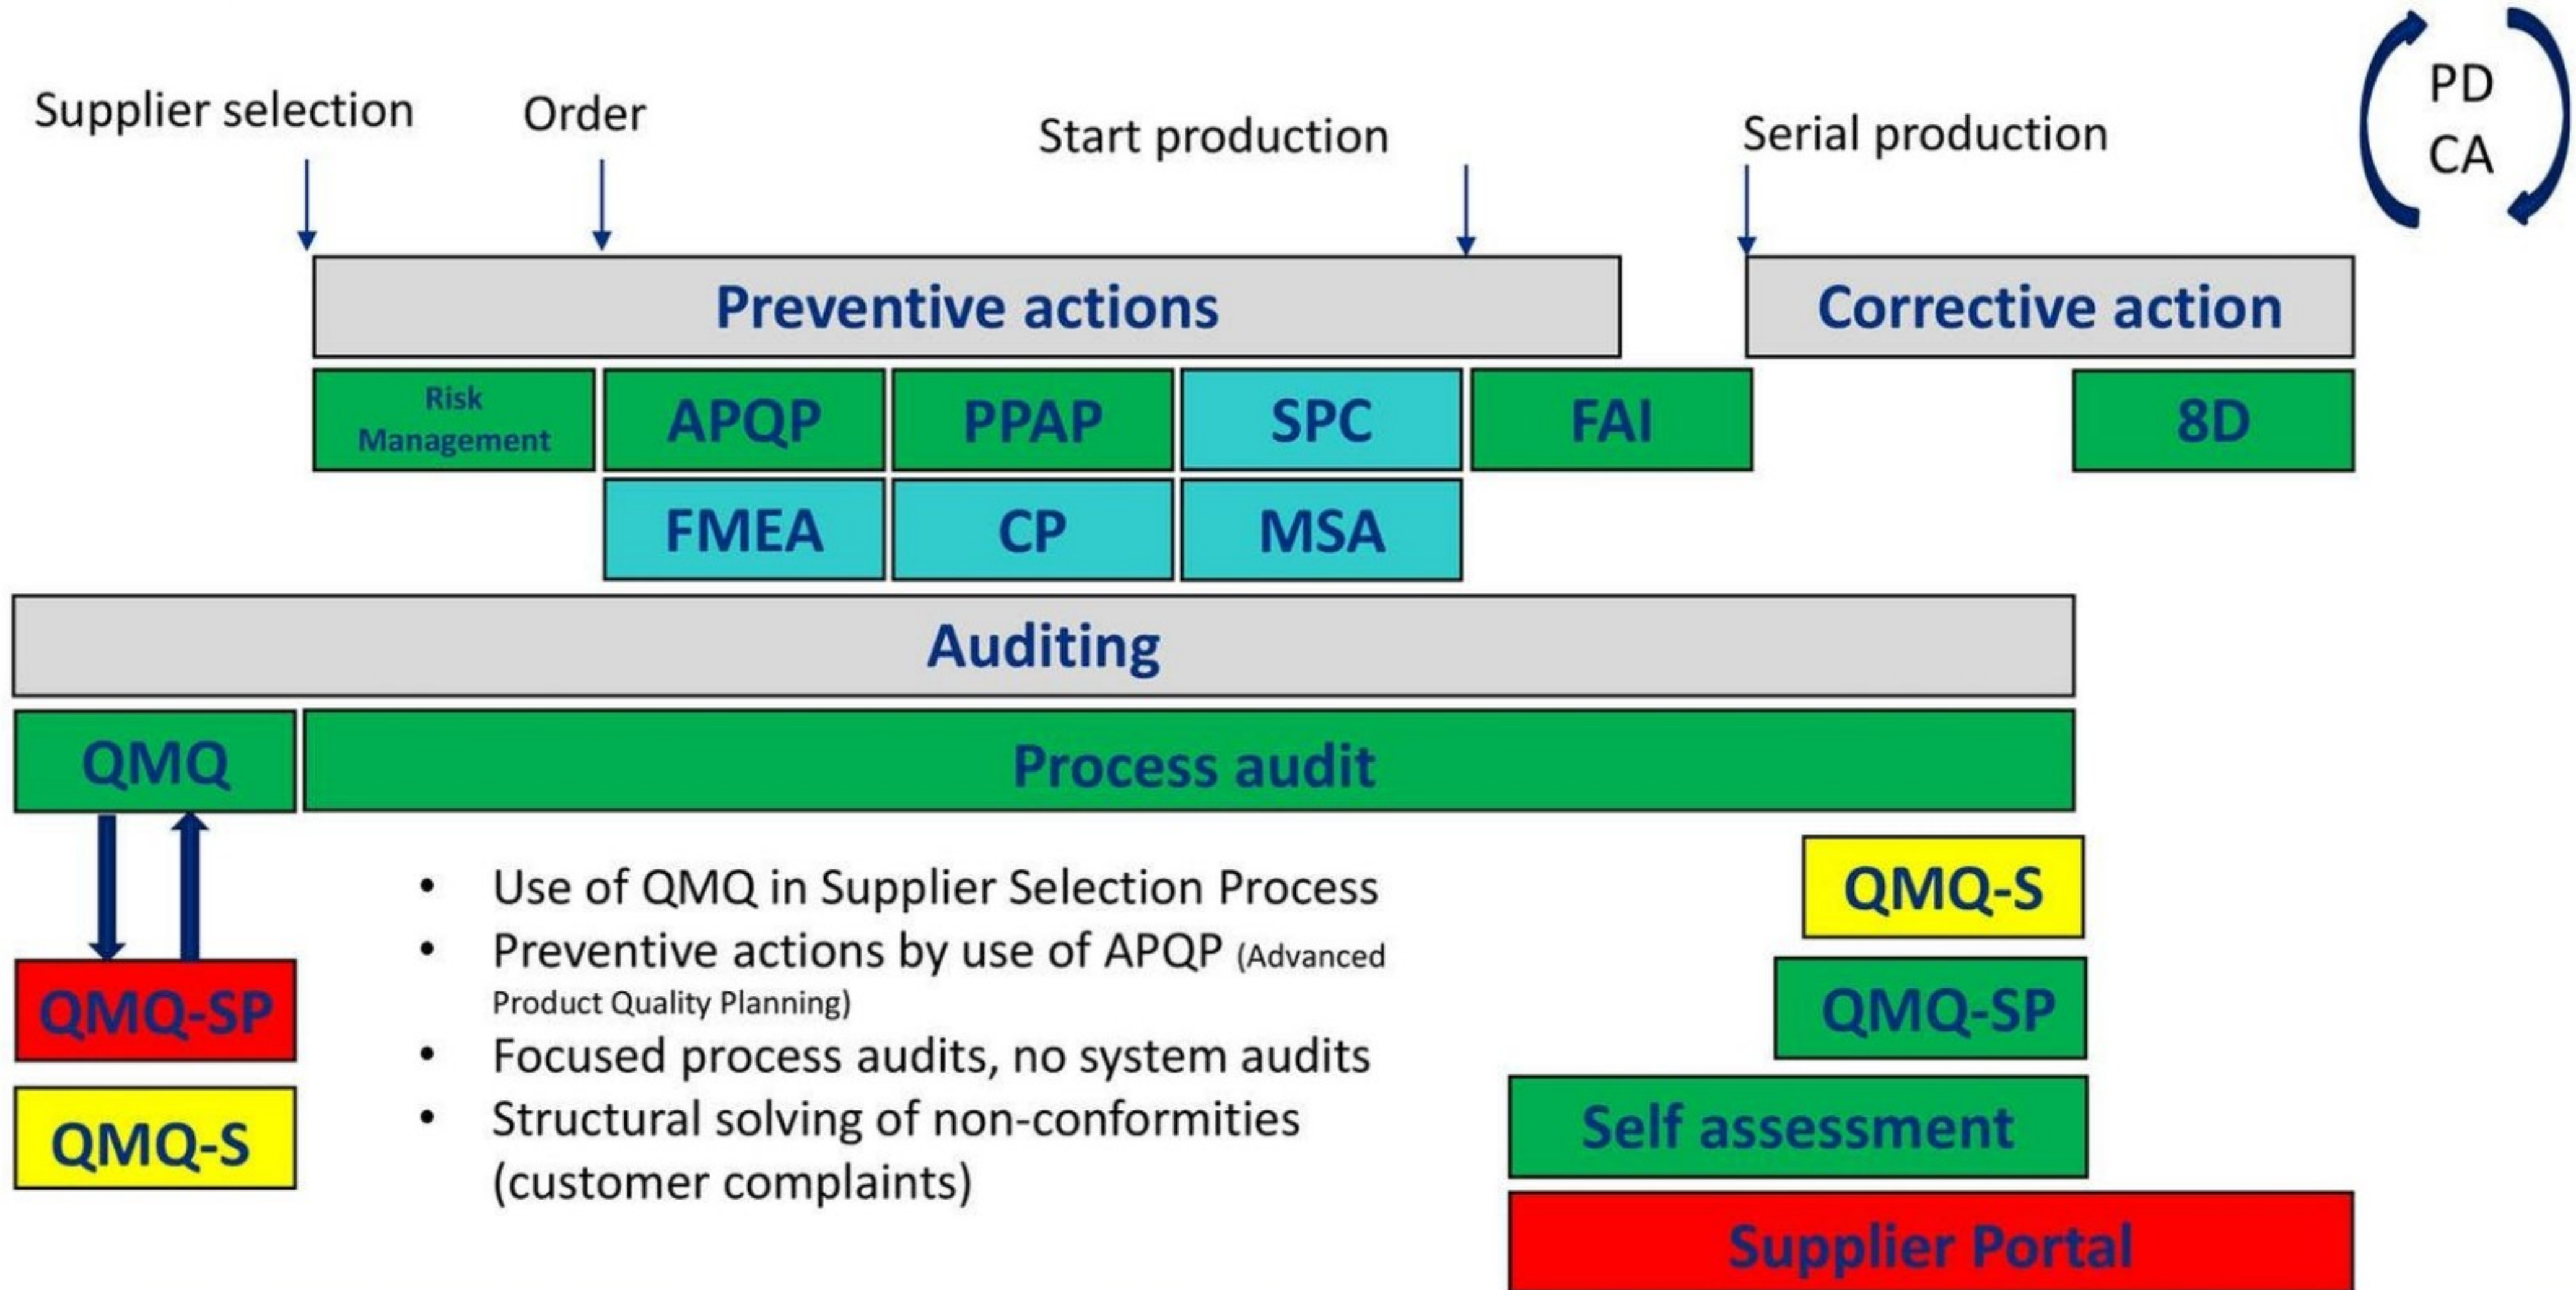 PD
CA
Supplier selection
Order
Start production
Serial production
Preventive actions
Corrective action
Risk
Management
APQP
PPAP
SPC
FAI
8D
FMEA
CP
MSA
Auditing
QMQ
Process audit
QMQ-SP
QMQ-S
• Use of QMQ in Supplier Selection Process
• Preventive actions by use of APQP (Advanced
Product Quality Planning)
• Focused process audits, no system audits
• Structural solving of non-conformities
(customer complaints)
QMQ-S
QMQ-SP
Self assessment
Supplier Portal